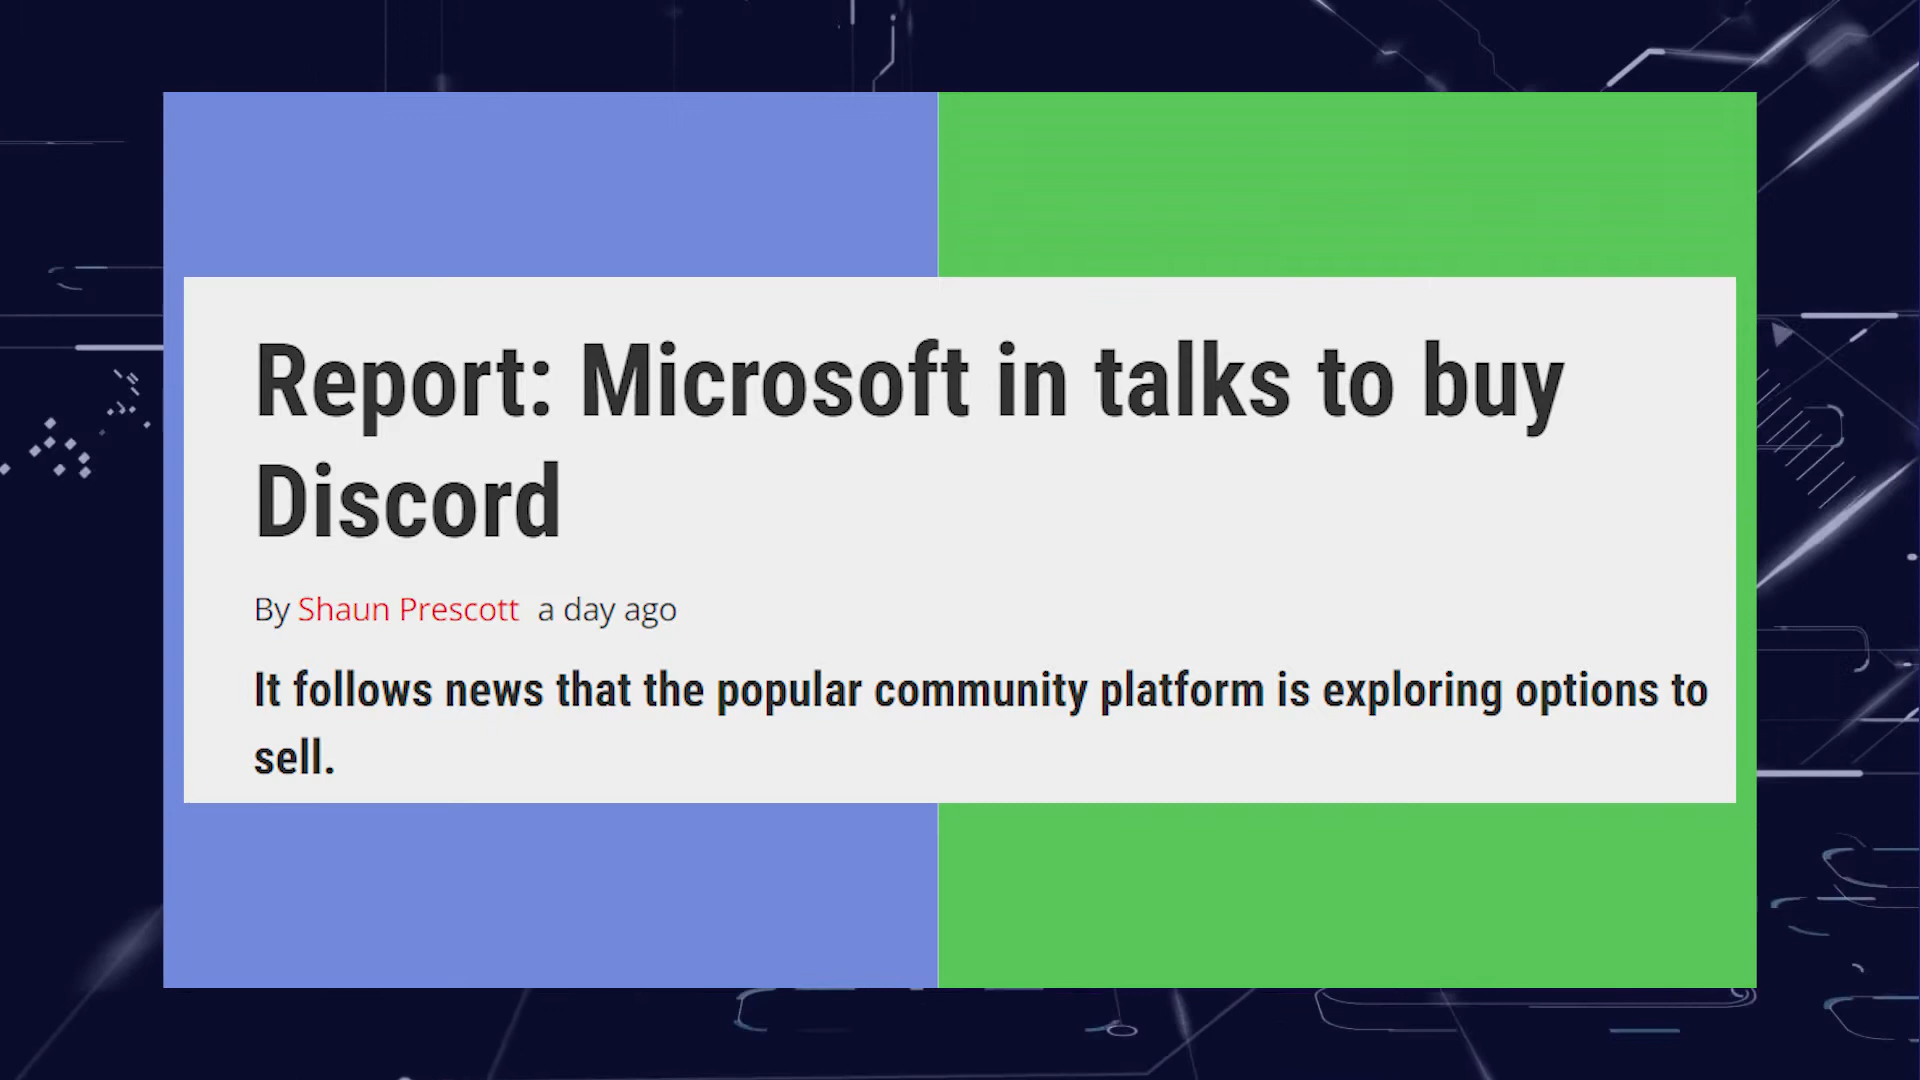 Report: Microsoft in talks to buy
Discord
By Shaun Prescott a day ago
It follows news that the popular community platform is exploring options to
sell.